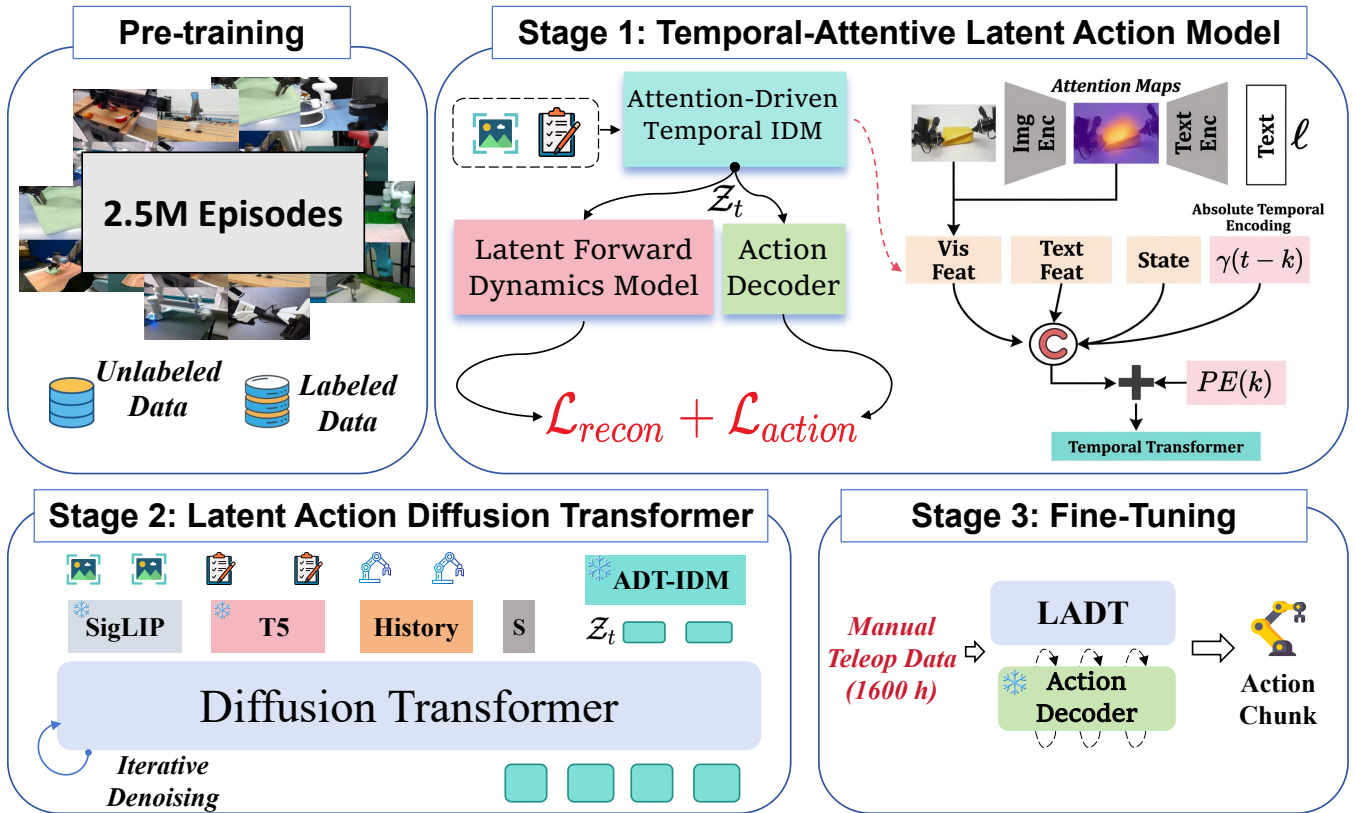 Pre-training
2.5M Episodes
Unlabeled
Data
Labeled
Data
Stage 1: Temporal-Attentive Latent Action Model
Attention-Driven
Temporal IDM
𝒵_t
Latent Forward
Dynamics Model
Action
Decoder
ℒ_recon + ℒ_action
Attention Maps
Img
Enc
Text
Enc
Text
ℓ
Absolute Temporal
Encoding
Vis
Feat
Text
Feat
State
γ(t − k)
C
PE(k)
Temporal Transformer
Stage 2: Latent Action Diffusion Transformer
SigLIP
T5
History
S
ADT-IDM
𝒵_t
Diffusion Transformer
Iterative
Denoising
Stage 3: Fine-Tuning
Manual
Teleop Data
(1600 h)
LADT
Action
Decoder
Action
Chunk